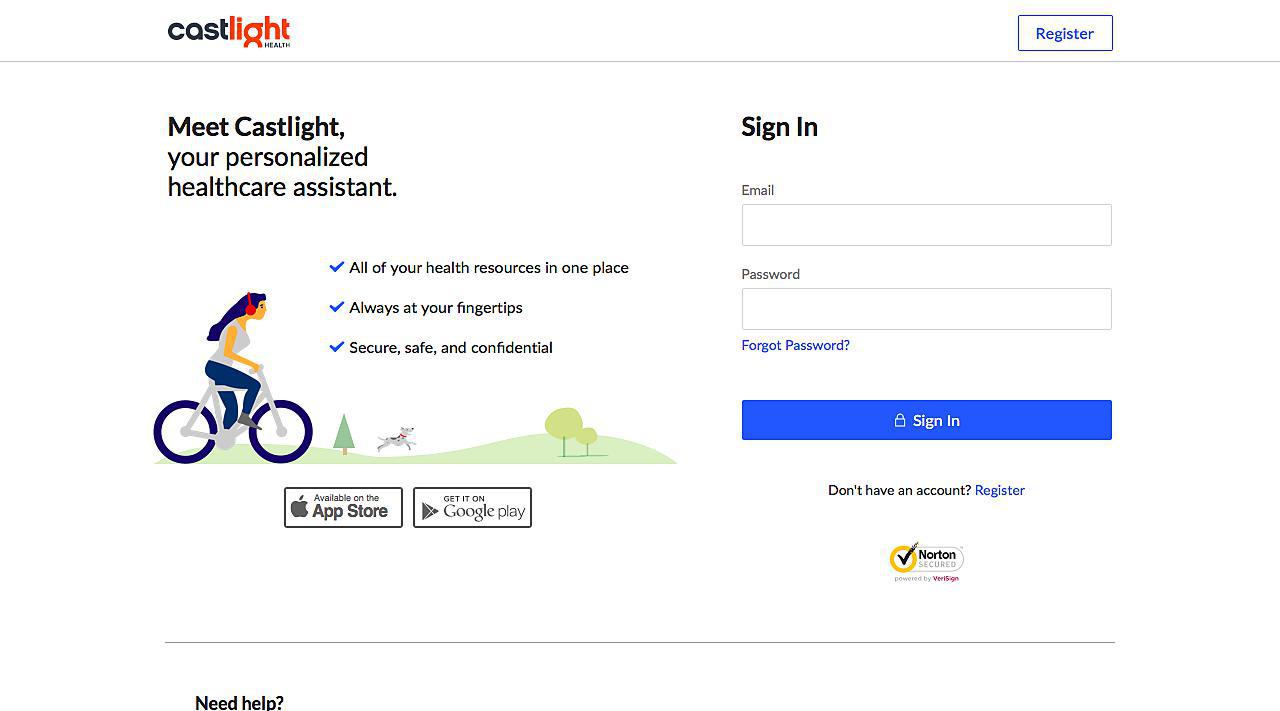 castlight
HEALTH
Register
Meet Castlight,
your personalized
healthcare assistant.
All of your health resources in one place
Always at your fingertips
Secure, safe, and confidential
Available on the
App Store
GET IT ON
Google play
Sign In
Email
Password
Forgot Password?
Sign In
Don't have an account? Register
Norton
SECURED
powered by VeriSign
Need help?